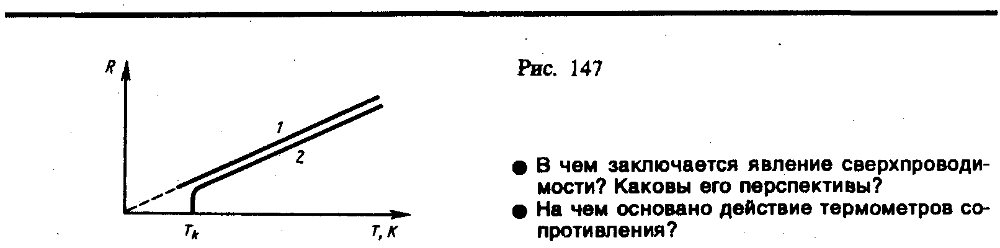 R
Рис. 147
1
2
T_k
T, K
● В чем заключается явление сверхпроводи-
мости? Каковы его перспективы?
● На чем основано действие термометров со-
противления?